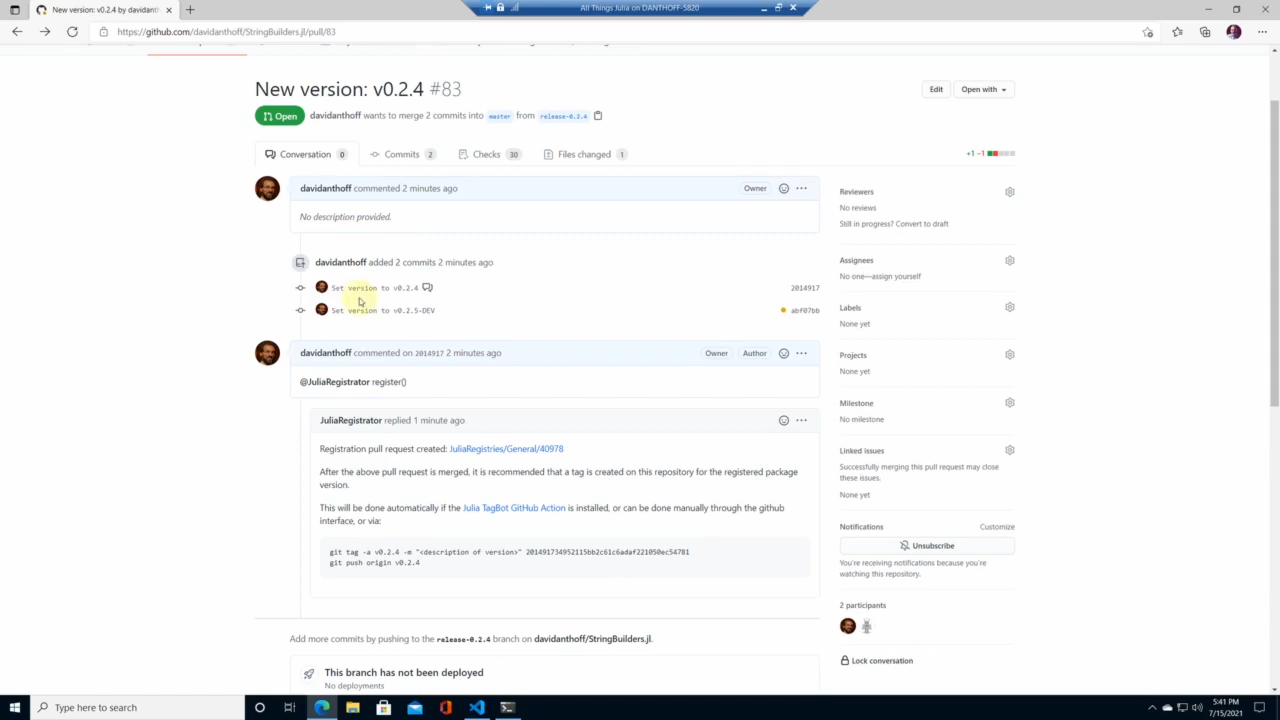 New version: v0.2.4 by davidanth
All Things Julia on DANTHOFF-S820
https://github.com/davidanthoff/StringBuilders.jl/pull/83
New version: v0.2.4 #83
Edit
Open with
Open
davidanthoff wants to merge 2 commits into master from release-0.2.4
Conversation 0
Commits 2
Checks 30
Files changed 1
+1 −1
davidanthoff commented 2 minutes ago
Owner
No description provided.
davidanthoff added 2 commits 2 minutes ago
Set version to v0.2.4
2014917
Set version to v0.2.5-DEV
abf07bb
davidanthoff commented on 2014917 2 minutes ago
Owner
Author
@JuliaRegistrator register()
JuliaRegistrator replied 1 minute ago
Registration pull request created: JuliaRegistries/General/40978
After the above pull request is merged, it is recommended that a tag is created on this repository for the registered package
version.
This will be done automatically if the Julia TagBot GitHub Action is installed, or can be done manually through the github
interface, or via:
git tag -a v0.2.4 -m "<description of version>" 201491734952115bb2c61c6adaf221050ec54781
git push origin v0.2.4
Add more commits by pushing to the release-0.2.4 branch on davidanthoff/StringBuilders.jl.
This branch has not been deployed
No deployments
Reviewers
No reviews
Still in progress? Convert to draft
Assignees
No one—assign yourself
Labels
None yet
Projects
None yet
Milestone
No milestone
Linked issues
Successfully merging this pull request may close
these issues.
None yet
Notifications
Customize
Unsubscribe
You're receiving notifications because you're
watching this repository.
2 participants
Lock conversation
Type here to search
5:41 PM
7/15/2021